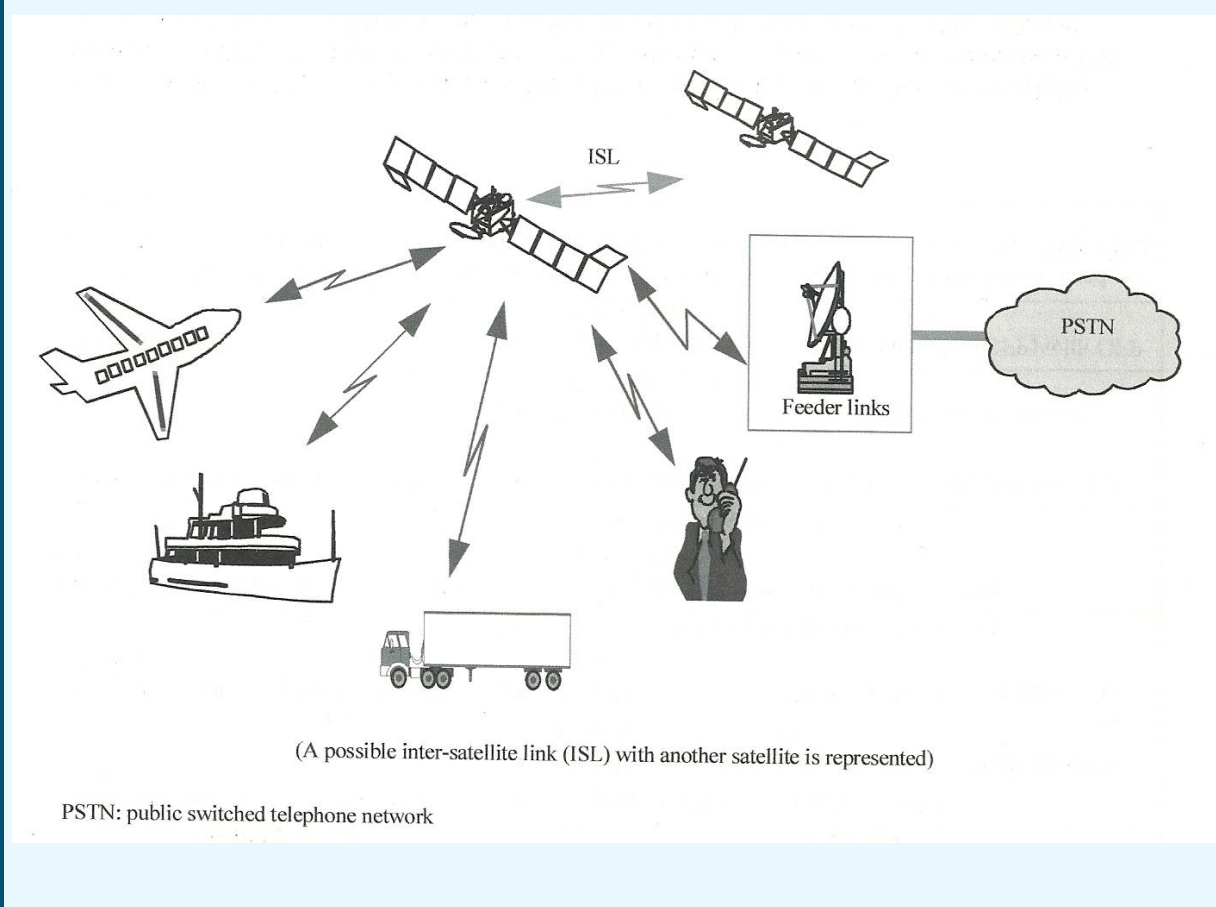 ISL
PSTN
Feeder links
(A possible inter-satellite link (ISL) with another satellite is represented)
PSTN: public switched telephone network